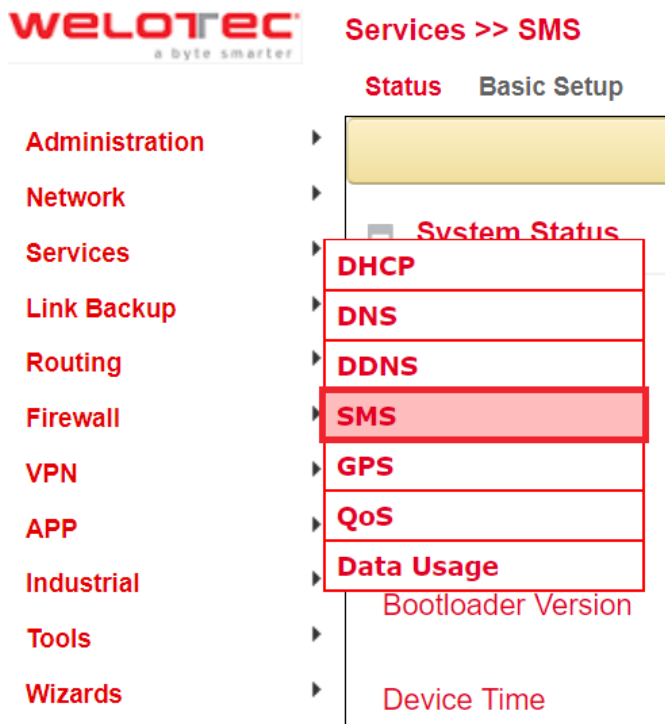 WELOTEC
a byte smarter
Services >> SMS
Status Basic Setup
Administration
Network
Services
Link Backup
Routing
Firewall
VPN
APP
Industrial
Tools
Wizards
System Status
DHCP
DNS
DDNS
SMS
GPS
QoS
Data Usage
Bootloader Version
Device Time